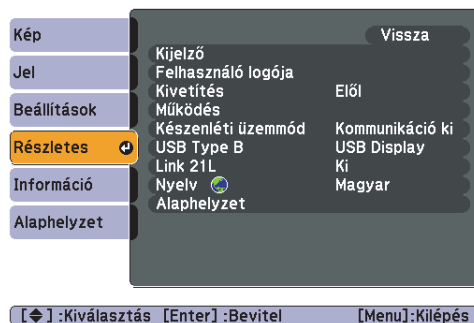 Kép
Jel
Beállítások
Részletes
Információ
Alaphelyzet
Vissza
Kijelző
Felhasználó logója
Kivetítés Elől
Működés
Készenléti üzemmód Kommunikáció ki
USB Type B USB Display
Link 21L Ki
Nyelv Magyar
Alaphelyzet
[◆] :Kiválasztás [Enter] :Bevitel [Menu]:Kilépés